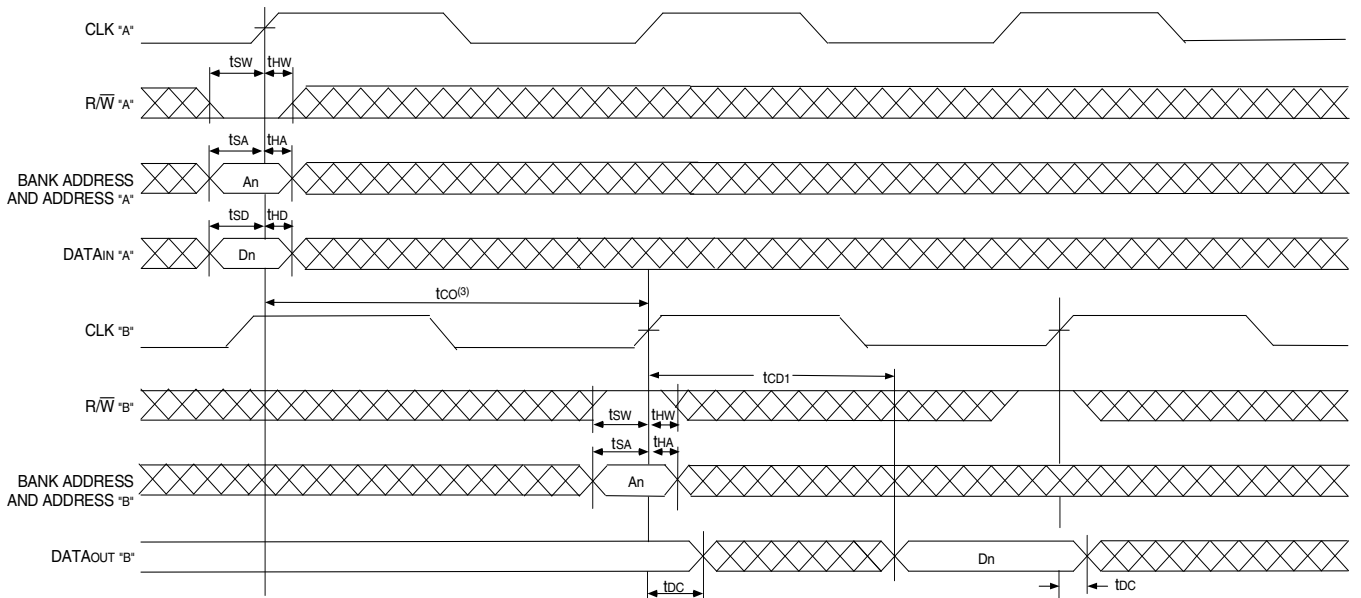 CLK "A"
tSW tHW
R/W̅ "A"
tSA tHA
BANK ADDRESS
AND ADDRESS "A"
An
tSD tHD
DATAIN "A"
Dn
tCO(3)
CLK "B"
tCD1
R/W̅ "B"
tSW tHW
tSA tHA
BANK ADDRESS
AND ADDRESS "B"
An
DATAOUT "B"
Dn
tDC
tDC